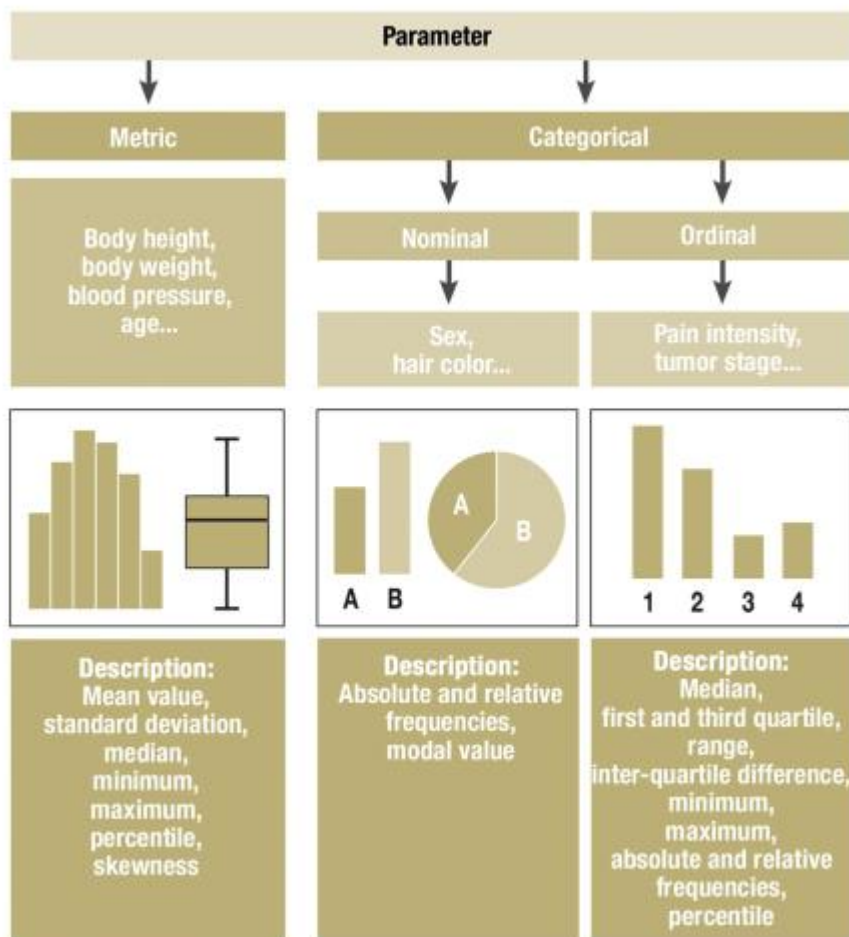 Parameter
Metric
Categorical
Nominal
Ordinal
Body height,
body weight,
blood pressure,
age...
Sex,
hair color...
Pain intensity,
tumor stage...
A
B
A
B
1
2
3
4
Description:
Mean value,
standard deviation,
median,
minimum,
maximum,
percentile,
skewness
Description:
Absolute and relative
frequencies,
modal value
Description:
Median,
first and third quartile,
range,
inter-quartile difference,
minimum,
maximum,
absolute and relative
frequencies,
percentile